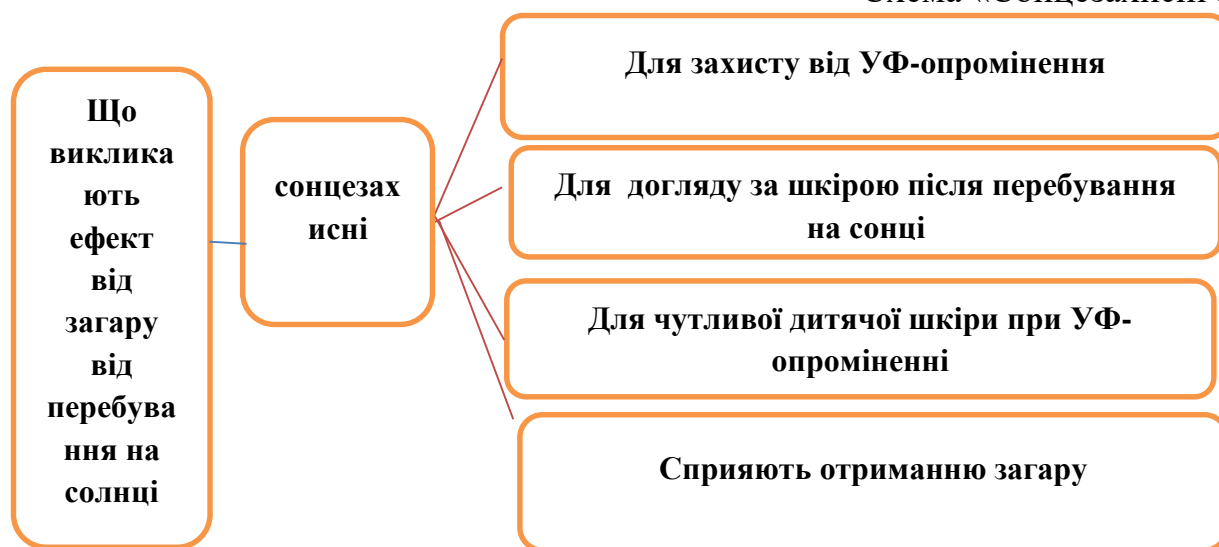 Для захисту від УФ-опромінення
Що
виклика
ють
ефект
від
загару
від
перебува
ння на
солнці
сонцезах
исні
Для догляду за шкірою після перебування
на сонці
Для чутливої дитячої шкіри при УФ-
опроміненні
Сприяють отриманню загару